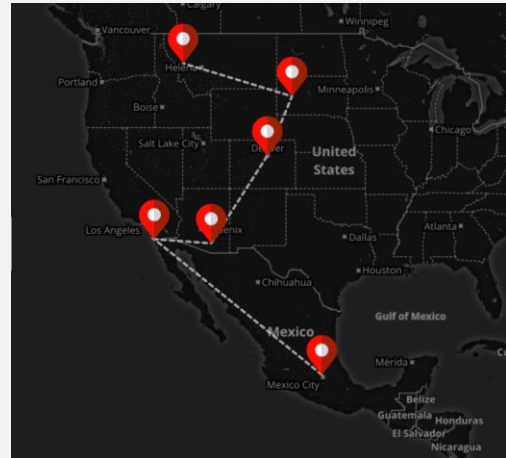 Calgary
Vancouver
Winnipeg
Helena
Portland
Minneapolis
Boise
Chicago
Salt Lake City
Denver
United
States
San Francisco
Los Angeles
Phoenix
Atlanta
Dallas
Houston
Chihuahua
Gulf of Mexico
Mexico
Mérida
Mexico City
Belize
Guatemala
Honduras
El Salvador
Nicaragua